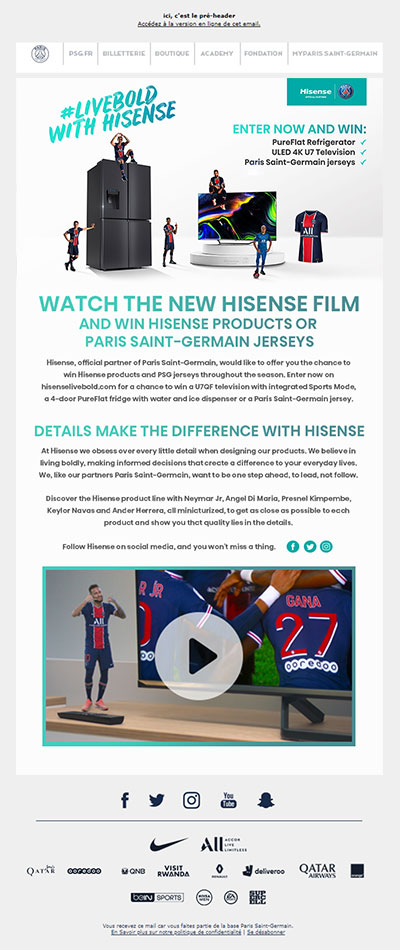 ici, c'est le pré-header
Accédez à la version en ligne de cet email.
PARIS
PSG.FR
BILLETTERIE
BOUTIQUE
ACADEMY
FONDATION
MYPARIS SAINT-GERMAIN
#LIVEBOLD
WITH HISENSE
Hisense
ENTER NOW AND WIN:
PureFlat Refrigerator ✓
ULED 4K U7 Television ✓
Paris Saint-Germain jerseys ✓
All
WATCH THE NEW HISENSE FILM
AND WIN HISENSE PRODUCTS OR
PARIS SAINT-GERMAIN JERSEYS
Hisense, official partner of Paris Saint-Germain, would like to offer you the chance to
win Hisense products and PSG jerseys throughout the season. Enter now on
hisenselivebold.com for a chance to win a U7QF television with integrated Sports Mode,
a 4-door PureFlat fridge with water and ice dispenser or a Paris Saint-Germain jersey.
DETAILS MAKE THE DIFFERENCE WITH HISENSE
At Hisense we obsess over every little detail when designing our products. We believe in
living boldly, making informed decisions that create a difference to your everyday lives.
We, like our partners Paris Saint-Germain, want to be one step ahead, to lead, not follow.
Discover the Hisense product line with Neymar Jr, Angel Di Maria, Presnel Kimpembe,
Keylor Navas and Ander Herrera, all miniaturized, to get as close as possible to each
product and show you that quality lies in the details.
Follow Hisense on social media, and you won't miss a thing.
R JR
GANA
27
ooredoo
All
You Tube
All ACCOR LIVE LIMITLESS
QATAR
ooredoo
QNB
VISIT RWANDA
RENAULT
deliveroo
QATAR AIRWAYS
beIN SPORTS
EA
Vous recevez ce mail car vous faites partie de la base Paris Saint-Germain.
En Savoir plus sur notre politique de confidentialité | Se désabonner